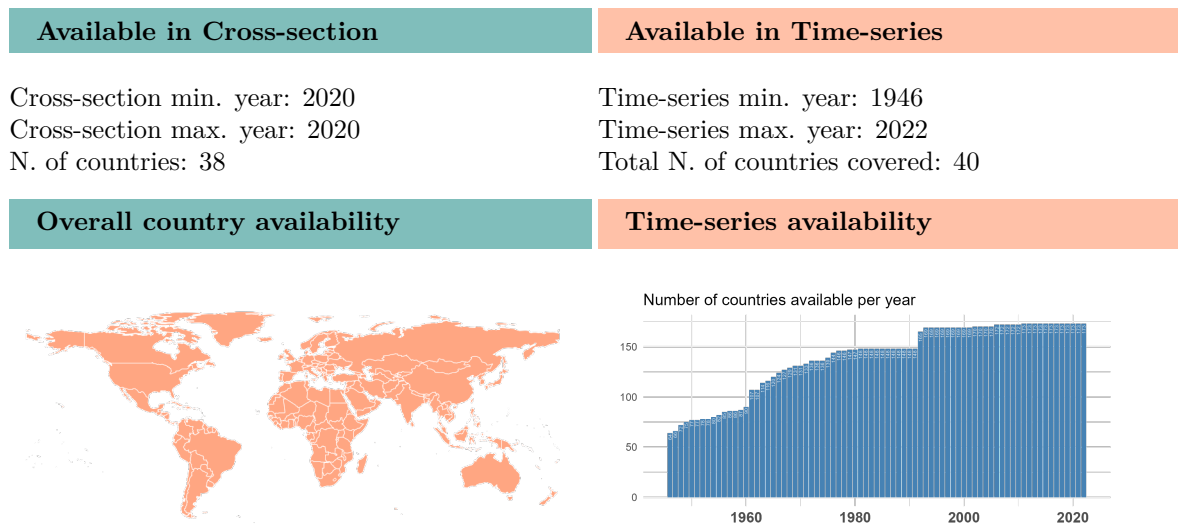 Available in Cross-section
Available in Time-series
Cross-section min. year: 2020
Cross-section max. year: 2020
N. of countries: 38
Time-series min. year: 1946
Time-series max. year: 2022
Total N. of countries covered: 40
Overall country availability
Time-series availability
Number of countries available per year
150
100
50
0
1960
1980
2000
2020